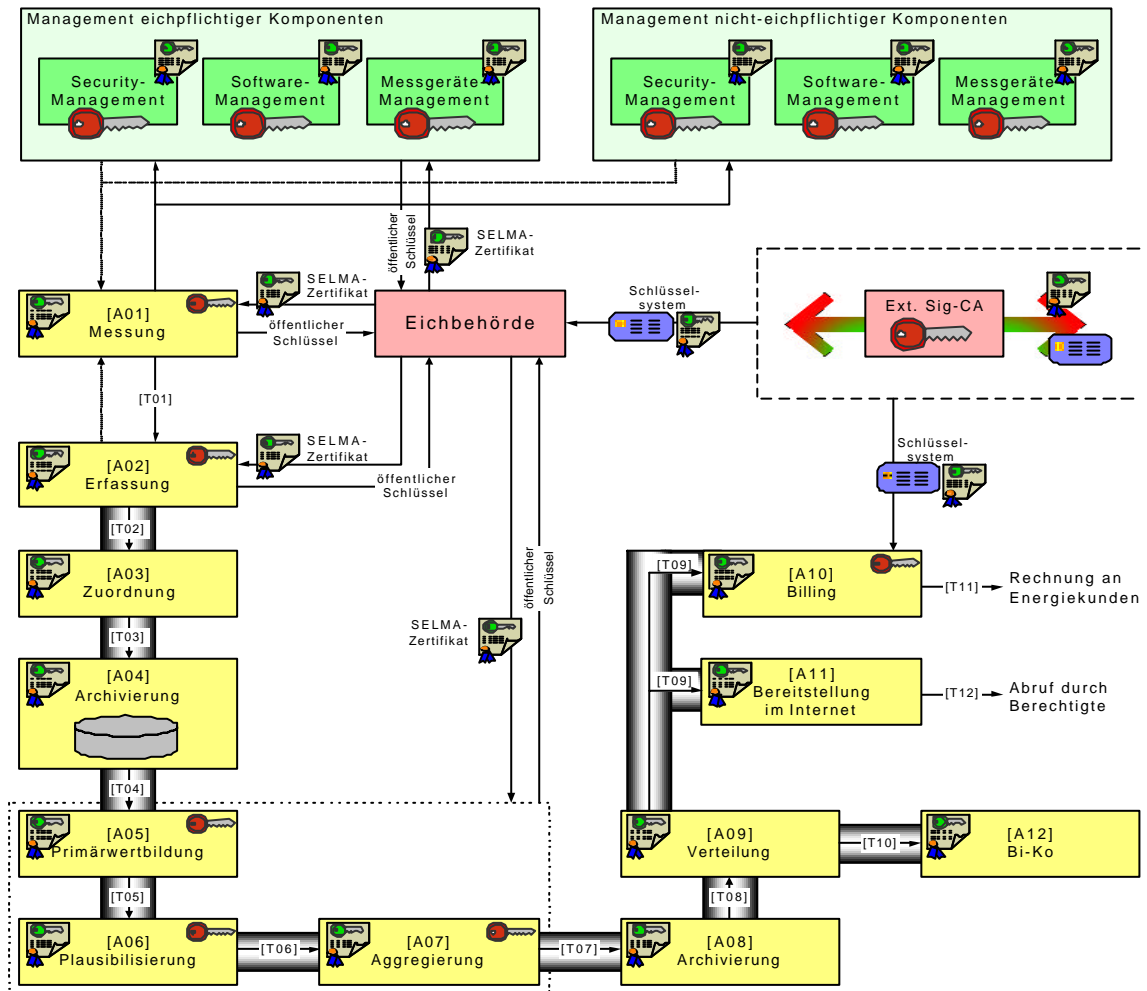 Management eichpflichtiger Komponenten
Management nicht-eichpflichtiger Komponenten
Security-
Management
Software-
Management
Messgeräte
Management
Security-
Management
Software-
Management
Messgeräte
Management
öffentlicher
Schlüssel
SELMA-
Zertifikat
[A01]
Messung
SELMA-
Zertifikat
öffentlicher
Schlüssel
Eichbehörde
Schlüssel-
system
Ext. Sig-CA
[T01]
[A02]
Erfassung
SELMA-
Zertifikat
öffentlicher
Schlüssel
Schlüssel-
system
[T02]
[A03]
Zuordnung
[T03]
[A04]
Archivierung
[T04]
SELMA-
Zertifikat
öffentlicher
Schlüssel
[T09]
[A10]
Billing
[T11]
Rechnung an
Energiekunden
[T09]
[A11]
Bereitstellung
im Internet
[T12]
Abruf durch
Berechtigte
[A05]
Primärwertbildung
[T05]
[A06]
Plausibilisierung
[T06]
[A07]
Aggregierung
[T07]
[A08]
Archivierung
[T08]
[A09]
Verteilung
[T10]
[A12]
Bi-Ko